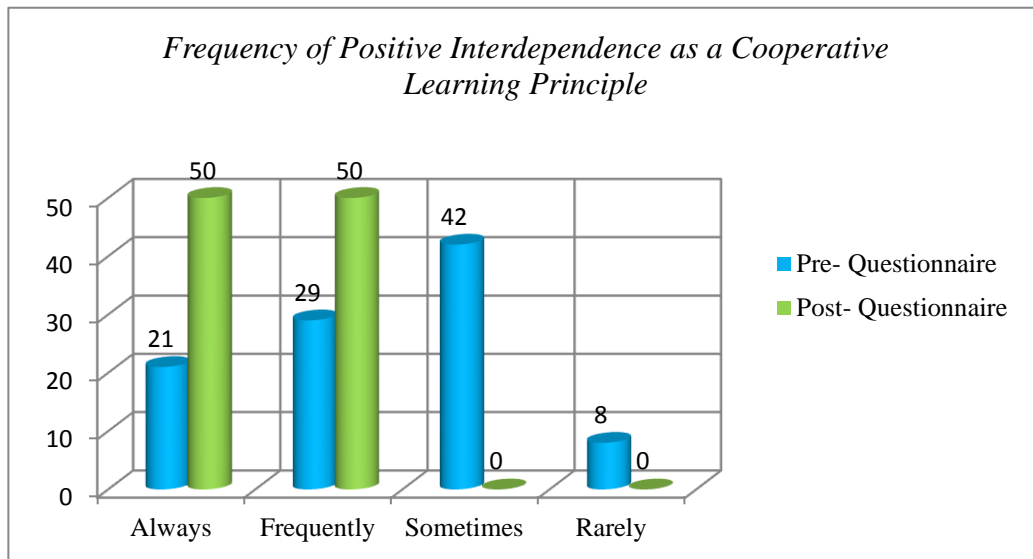 Frequency of Positive Interdependence as a Cooperative
Learning Principle
50
50
42
29
21
8
0
0
50
40
30
20
10
0
Always
Frequently
Sometimes
Rarely
Pre- Questionnaire
Post- Questionnaire